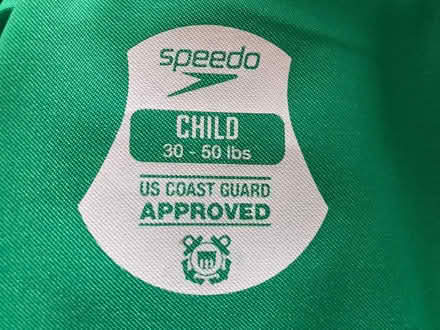 speedo
CHILD
30 - 50 lbs
US COAST GUARD
APPROVED